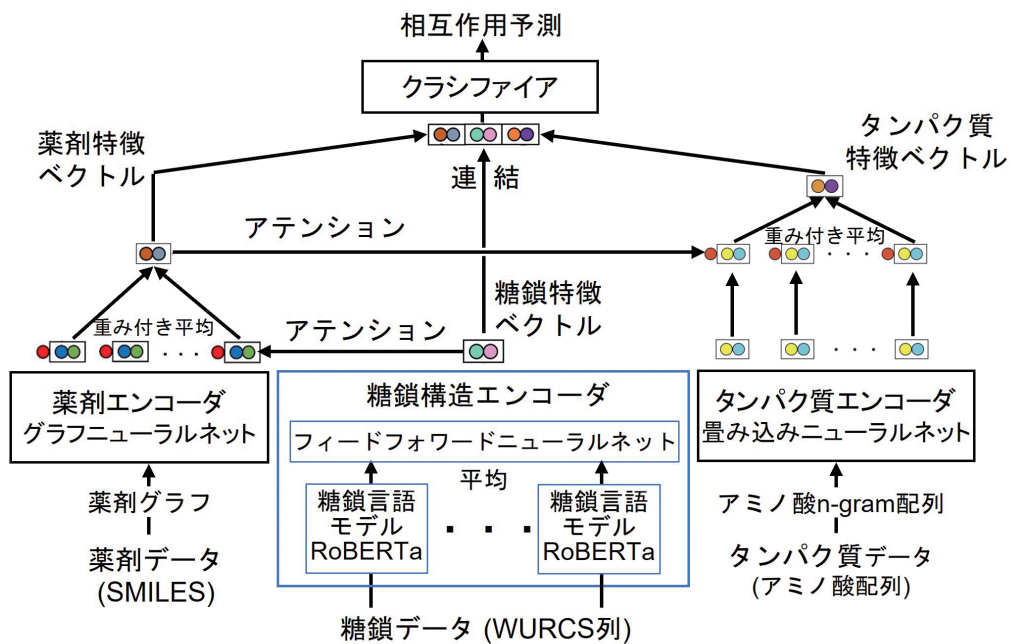 相互作用予測
クラシファイア
薬剤特徴
ベクトル
連結
タンパク質
特徴ベクトル
アテンション
重み付き平均
・・・
糖鎖特徴
ベクトル
重み付き平均
・・・
アテンション
・・・
薬剤エンコーダ
グラフニューラルネット
糖鎖構造エンコーダ
フィードフォワードニューラルネット
平均
糖鎖言語
モデル
RoBERTa
・・・
糖鎖言語
モデル
RoBERTa
タンパク質エンコーダ
畳み込みニューラルネット
薬剤グラフ
薬剤データ
(SMILES)
糖鎖データ (WURCS列)
アミノ酸n-gram配列
タンパク質データ
(アミノ酸配列)